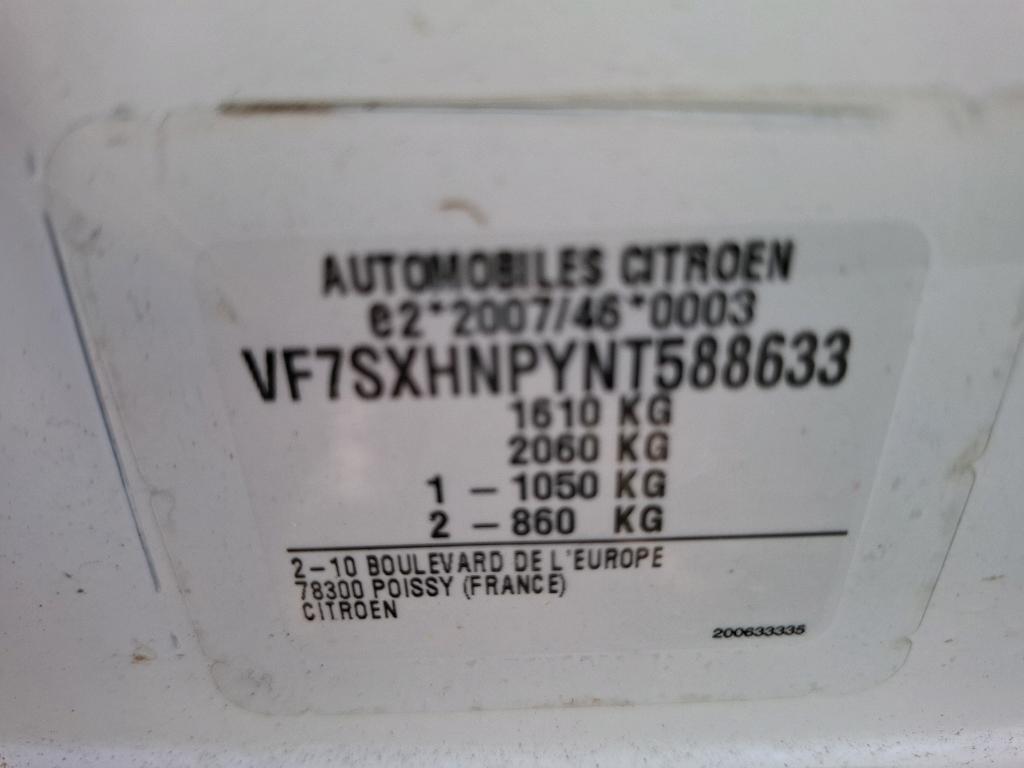 AUTOMOBILES CITROEN
e2*2007/46*0003
VF7SXHNPYNT588633
1610 KG
2060 KG
1 - 1050 KG
2 - 860 KG
2-10 BOULEVARD DE L'EUROPE
78300 POISSY (FRANCE)
CITROEN
200633335